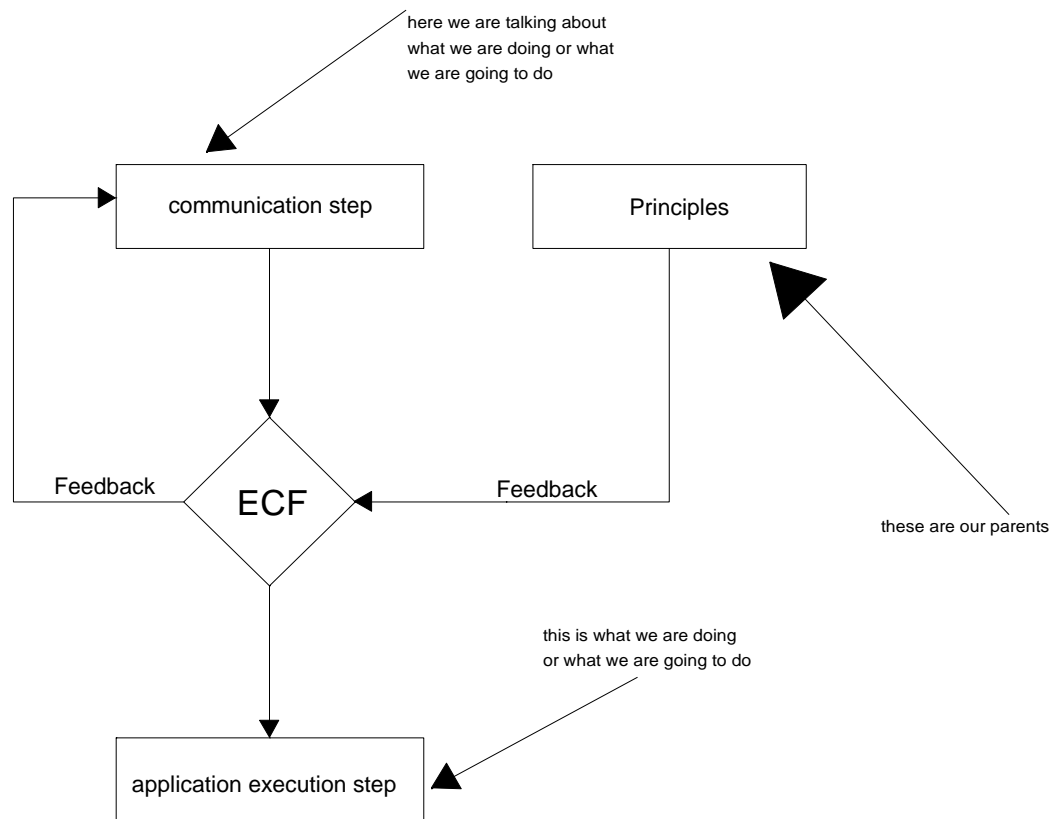 here we are talking about
what we are doing or what
we are going to do
communication step
Principles
Feedback
ECF
Feedback
these are our parents
this is what we are doing
or what we are going to do
application execution step